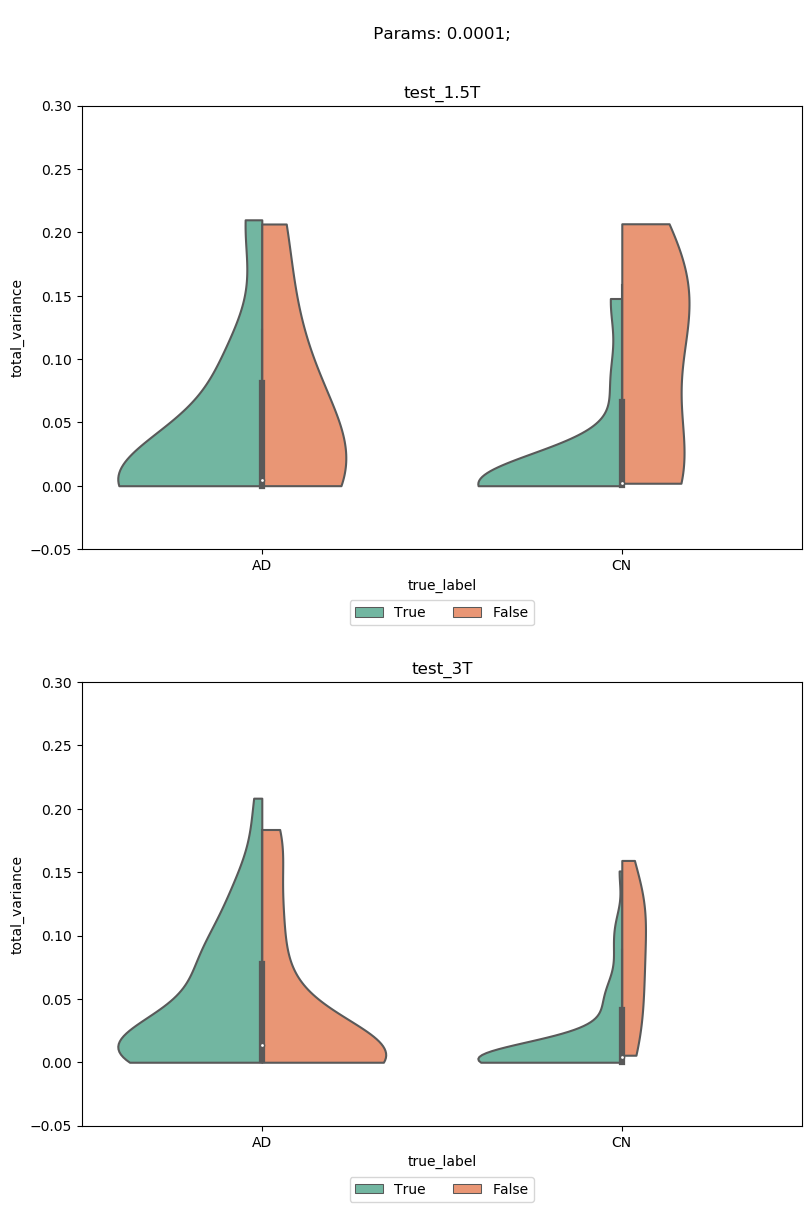 Params: 0.0001;
test_1.5T
0.30
0.25
0.20
0.15
0.10
0.05
0.00
−0.05
total_variance
AD CN
true_label
True False
test_3T
0.30
0.25
0.20
0.15
0.10
0.05
0.00
−0.05
total_variance
AD CN
true_label
True False